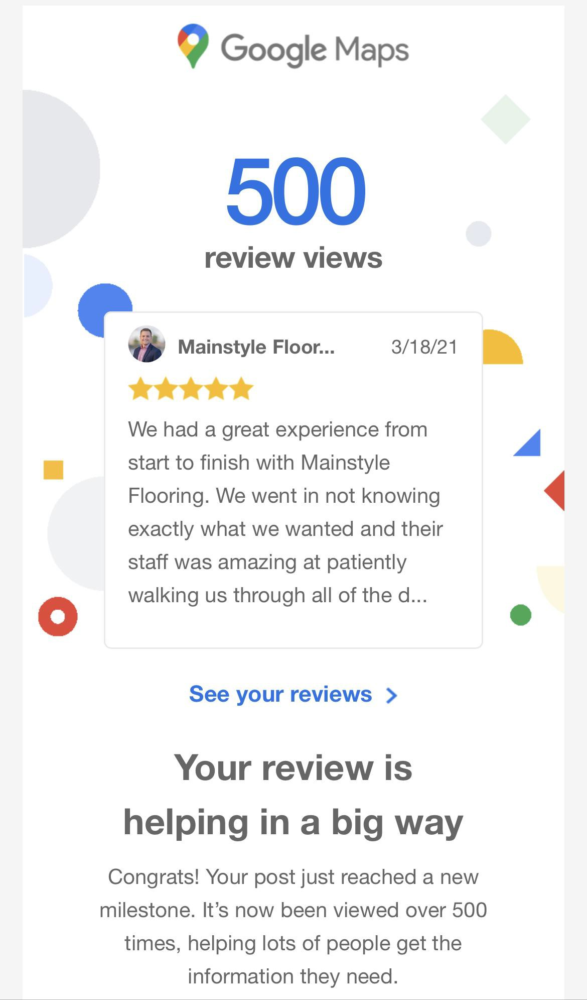 Google Maps
500
review views
Mainstyle Floor... 3/18/21
We had a great experience from
start to finish with Mainstyle
Flooring. We went in not knowing
exactly what we wanted and their
staff was amazing at patiently
walking us through all of the d...
See your reviews
Your review is
helping in a big way
Congrats! Your post just reached a new
milestone. It’s now been viewed over 500
times, helping lots of people get the
information they need.